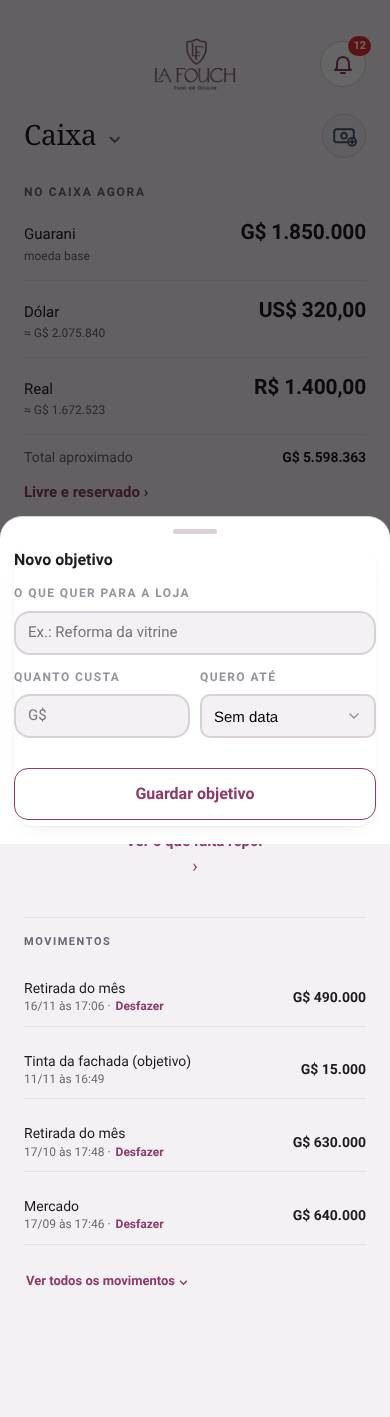 12
LA FOUCH
Caixa
NO CAIXA AGORA
Guarani
G$ 1.850.000
moeda base
Dólar
US$ 320,00
≈ G$ 2.075.840
Real
R$ 1.400,00
≈ G$ 1.672.523
Total aproximado
G$ 5.598.363
Livre e reservado ›
Novo objetivo
O QUE QUER PARA A LOJA
Ex.: Reforma da vitrine
QUANTO CUSTA
QUERO ATÉ
G$
Sem data
Guardar objetivo
Ver o que falta repor
›
MOVIMENTOS
Retirada do mês
G$ 490.000
16/11 às 17:06 · Desfazer
Tinta da fachada (objetivo)
G$ 15.000
11/11 às 16:49
Retirada do mês
G$ 630.000
17/10 às 17:48 · Desfazer
Mercado
G$ 640.000
17/09 às 17:46 · Desfazer
Ver todos os movimentos